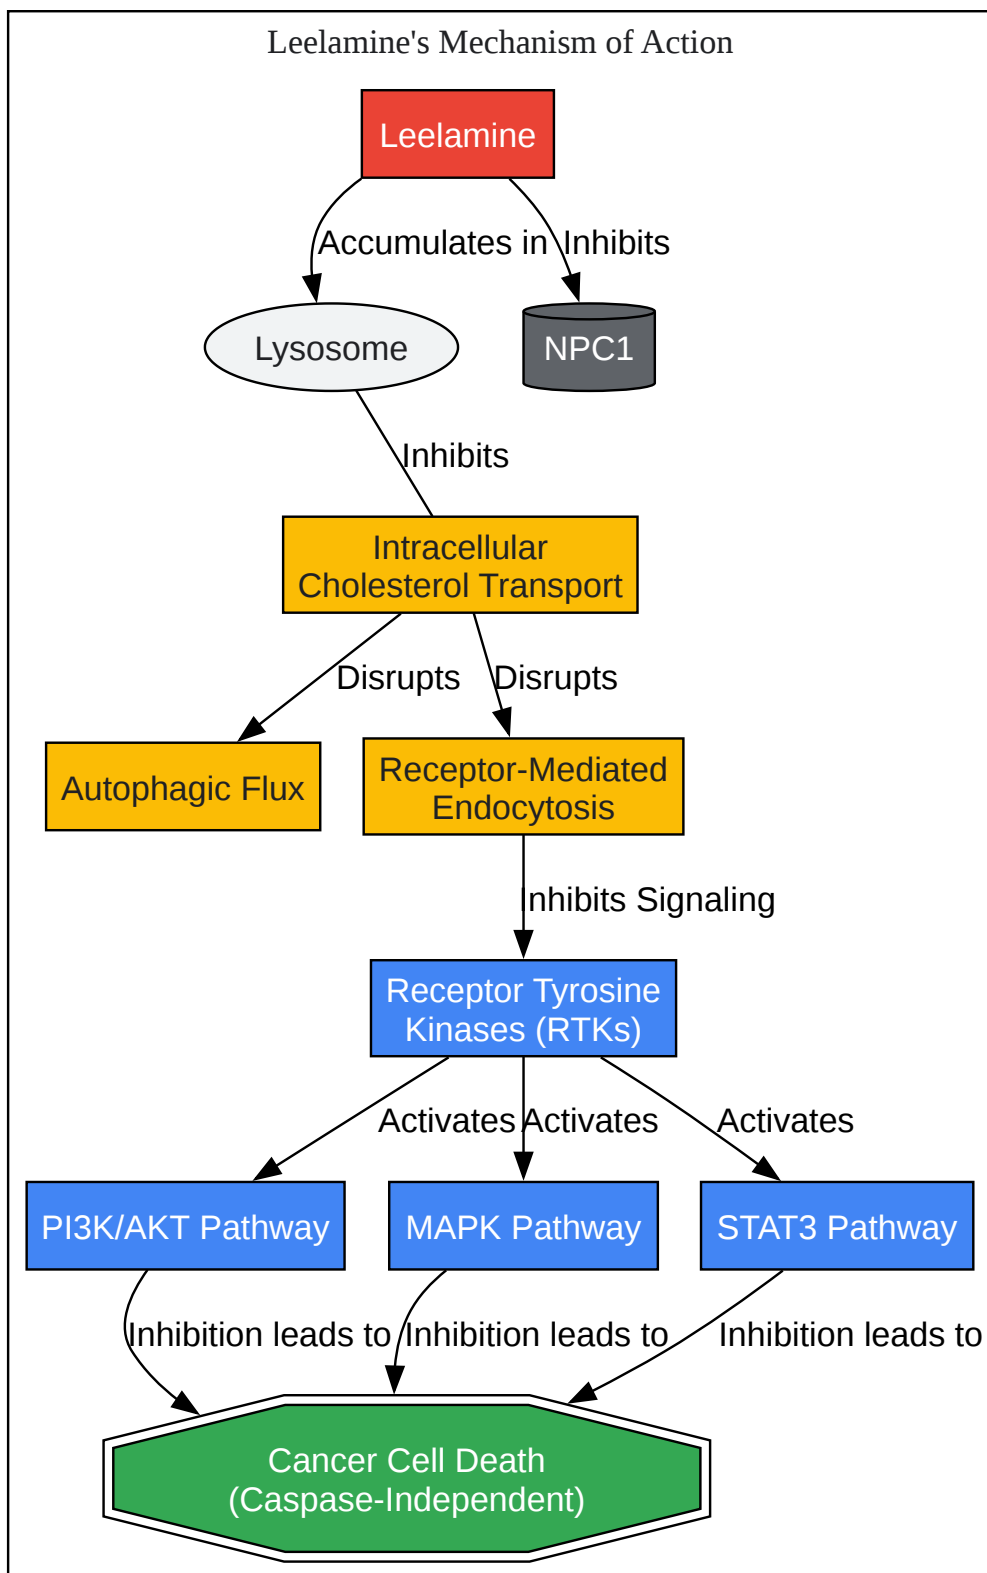 Leelamine's Mechanism of Action
Leelamine
Accumulates in
Inhibits
Lysosome
NPC1
Inhibits
Intracellular
Cholesterol Transport
Disrupts
Disrupts
Autophagic Flux
Receptor-Mediated
Endocytosis
Inhibits Signaling
Receptor Tyrosine
Kinases (RTKs)
Activates
Activates
Activates
PI3K/AKT Pathway
MAPK Pathway
STAT3 Pathway
Inhibition leads to
Inhibition leads to
Inhibition leads to
Cancer Cell Death
(Caspase-Independent)